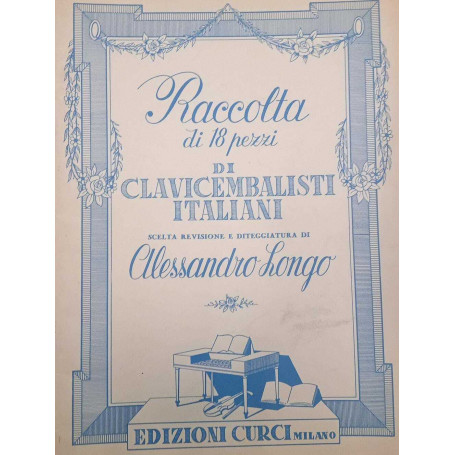 Raccolta
di 18 pezzi
DI
CLAVICEMBALISTI
ITALIANI
SCELTA REVISIONE E DITEGGIATURA DI
Alessandro Longo
EDIZIONI CURCI MILANO